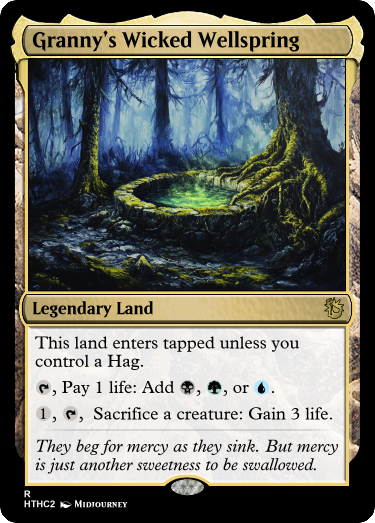 Granny's Wicked Wellspring
Legendary Land
This land enters tapped unless you
control a Hag.
, Pay 1 life: Add , , or .
1, , Sacrifice a creature: Gain 3 life.
They beg for mercy as they sink. But mercy
is just another sweetness to be swallowed.
R
HTHC2 Midjourney